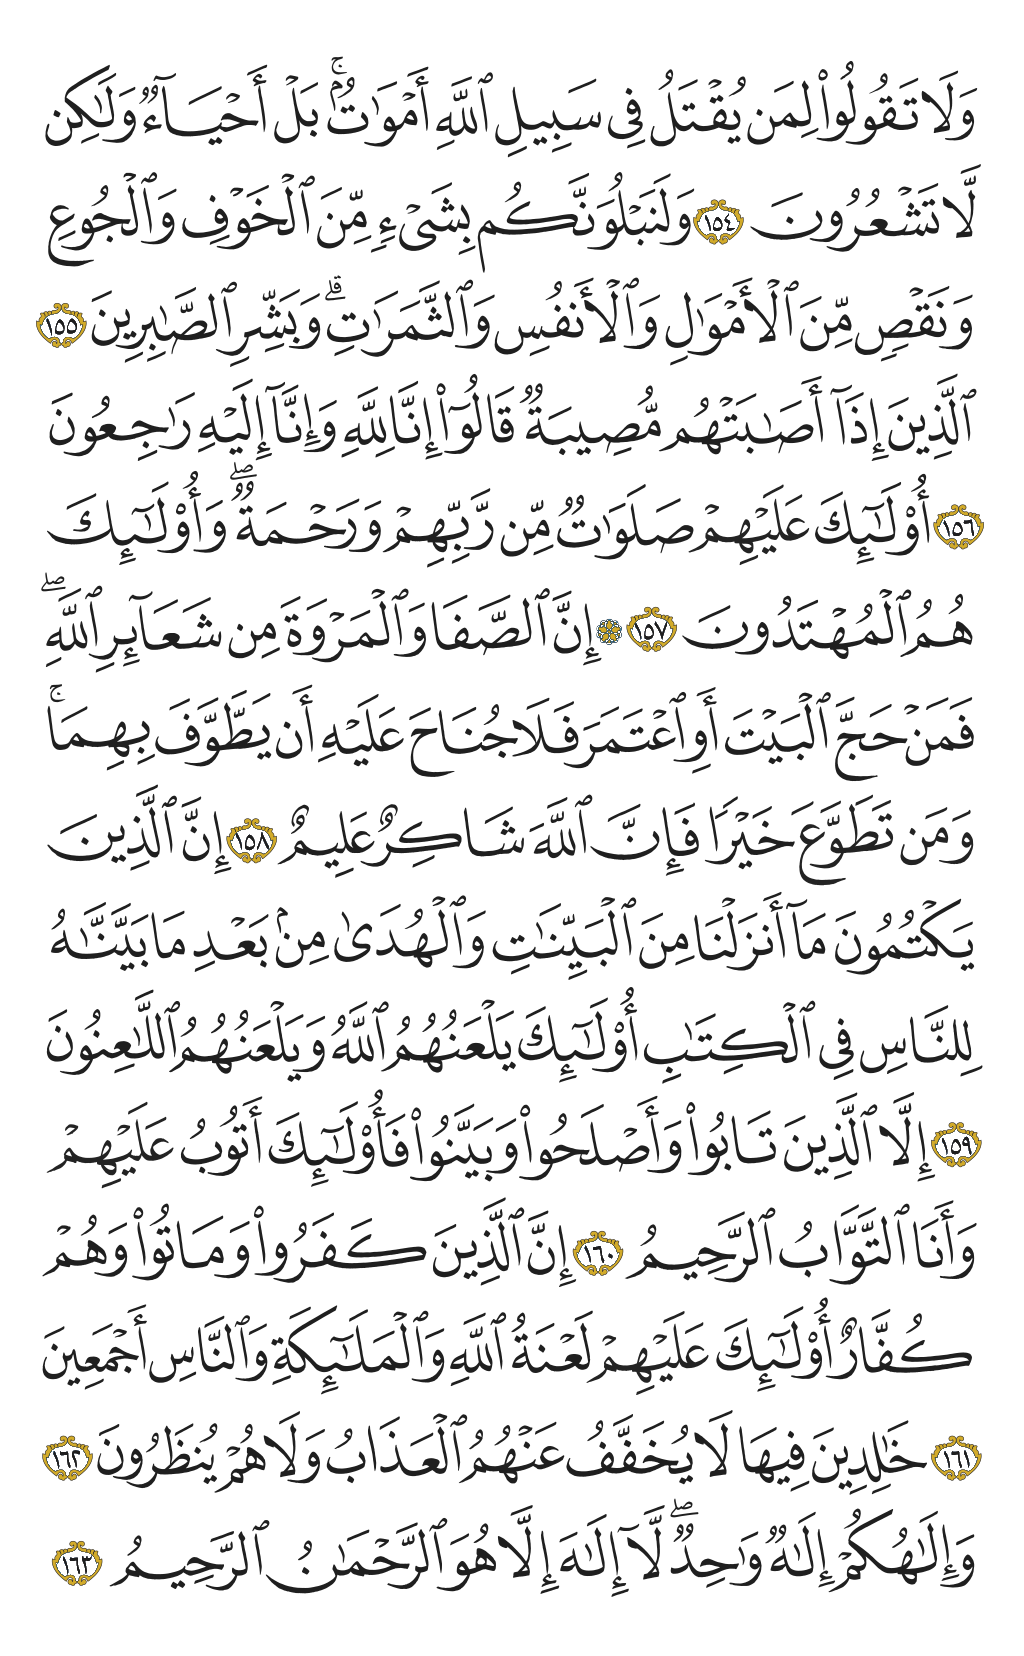 وَلَا تَقُولُوا۟ لِمَن يُقْتَلُ فِى سَبِيلِ ٱللَّهِ أَمْوَٰتٌۢ ۚ بَلْ أَحْيَآءٌ وَلَـٰكِن
لَّا تَشْعُرُونَ ١٥٤ وَلَنَبْلُوَنَّكُم بِشَىْءٍ مِّنَ ٱلْخَوْفِ وَٱلْجُوعِ
وَنَقْصٍ مِّنَ ٱلْأَمْوَٰلِ وَٱلْأَنفُسِ وَٱلثَّمَرَٰتِ ۗ وَبَشِّرِ ٱلصَّـٰبِرِينَ ١٥٥
ٱلَّذِينَ إِذَآ أَصَـٰبَتْهُم مُّصِيبَةٌ قَالُوٓا۟ إِنَّا لِلَّهِ وَإِنَّآ إِلَيْهِ رَٰجِعُونَ
١٥٦ أُو۟لَـٰٓئِكَ عَلَيْهِمْ صَلَوَٰتٌ مِّن رَّبِّهِمْ وَرَحْمَةٌ ۖ وَأُو۟لَـٰٓئِكَ
هُمُ ٱلْمُهْتَدُونَ ١٥٧ ۞ إِنَّ ٱلصَّفَا وَٱلْمَرْوَةَ مِن شَعَآئِرِ ٱللَّهِ ۖ
فَمَنْ حَجَّ ٱلْبَيْتَ أَوِ ٱعْتَمَرَ فَلَا جُنَاحَ عَلَيْهِ أَن يَطَّوَّفَ بِهِمَا ۚ
وَمَن تَطَوَّعَ خَيْرًا فَإِنَّ ٱللَّهَ شَاكِرٌ عَلِيمٌ ١٥٨ إِنَّ ٱلَّذِينَ
يَكْتُمُونَ مَآ أَنزَلْنَا مِنَ ٱلْبَيِّنَـٰتِ وَٱلْهُدَىٰ مِنۢ بَعْدِ مَا بَيَّنَّـٰهُ
لِلنَّاسِ فِى ٱلْكِتَـٰبِ أُو۟لَـٰٓئِكَ يَلْعَنُهُمُ ٱللَّهُ وَيَلْعَنُهُمُ ٱللَّـٰعِنُونَ
١٥٩ إِلَّا ٱلَّذِينَ تَابُوا۟ وَأَصْلَحُوا۟ وَبَيَّنُوا۟ فَأُو۟لَـٰٓئِكَ أَتُوبُ عَلَيْهِمْ
وَأَنَا ٱلتَّوَّابُ ٱلرَّحِيمُ ١٦٠ إِنَّ ٱلَّذِينَ كَفَرُوا۟ وَمَاتُوا۟ وَهُمْ
كُفَّارٌ أُو۟لَـٰٓئِكَ عَلَيْهِمْ لَعْنَةُ ٱللَّهِ وَٱلْمَلَـٰٓئِكَةِ وَٱلنَّاسِ أَجْمَعِينَ
١٦١ خَـٰلِدِينَ فِيهَا لَا يُخَفَّفُ عَنْهُمُ ٱلْعَذَابُ وَلَا هُمْ يُنظَرُونَ ١٦٢
وَإِلَـٰهُكُمْ إِلَـٰهٌ وَٰحِدٌ ۖ لَّآ إِلَـٰهَ إِلَّا هُوَ ٱلرَّحْمَـٰنُ ٱلرَّحِيمُ ١٦٣